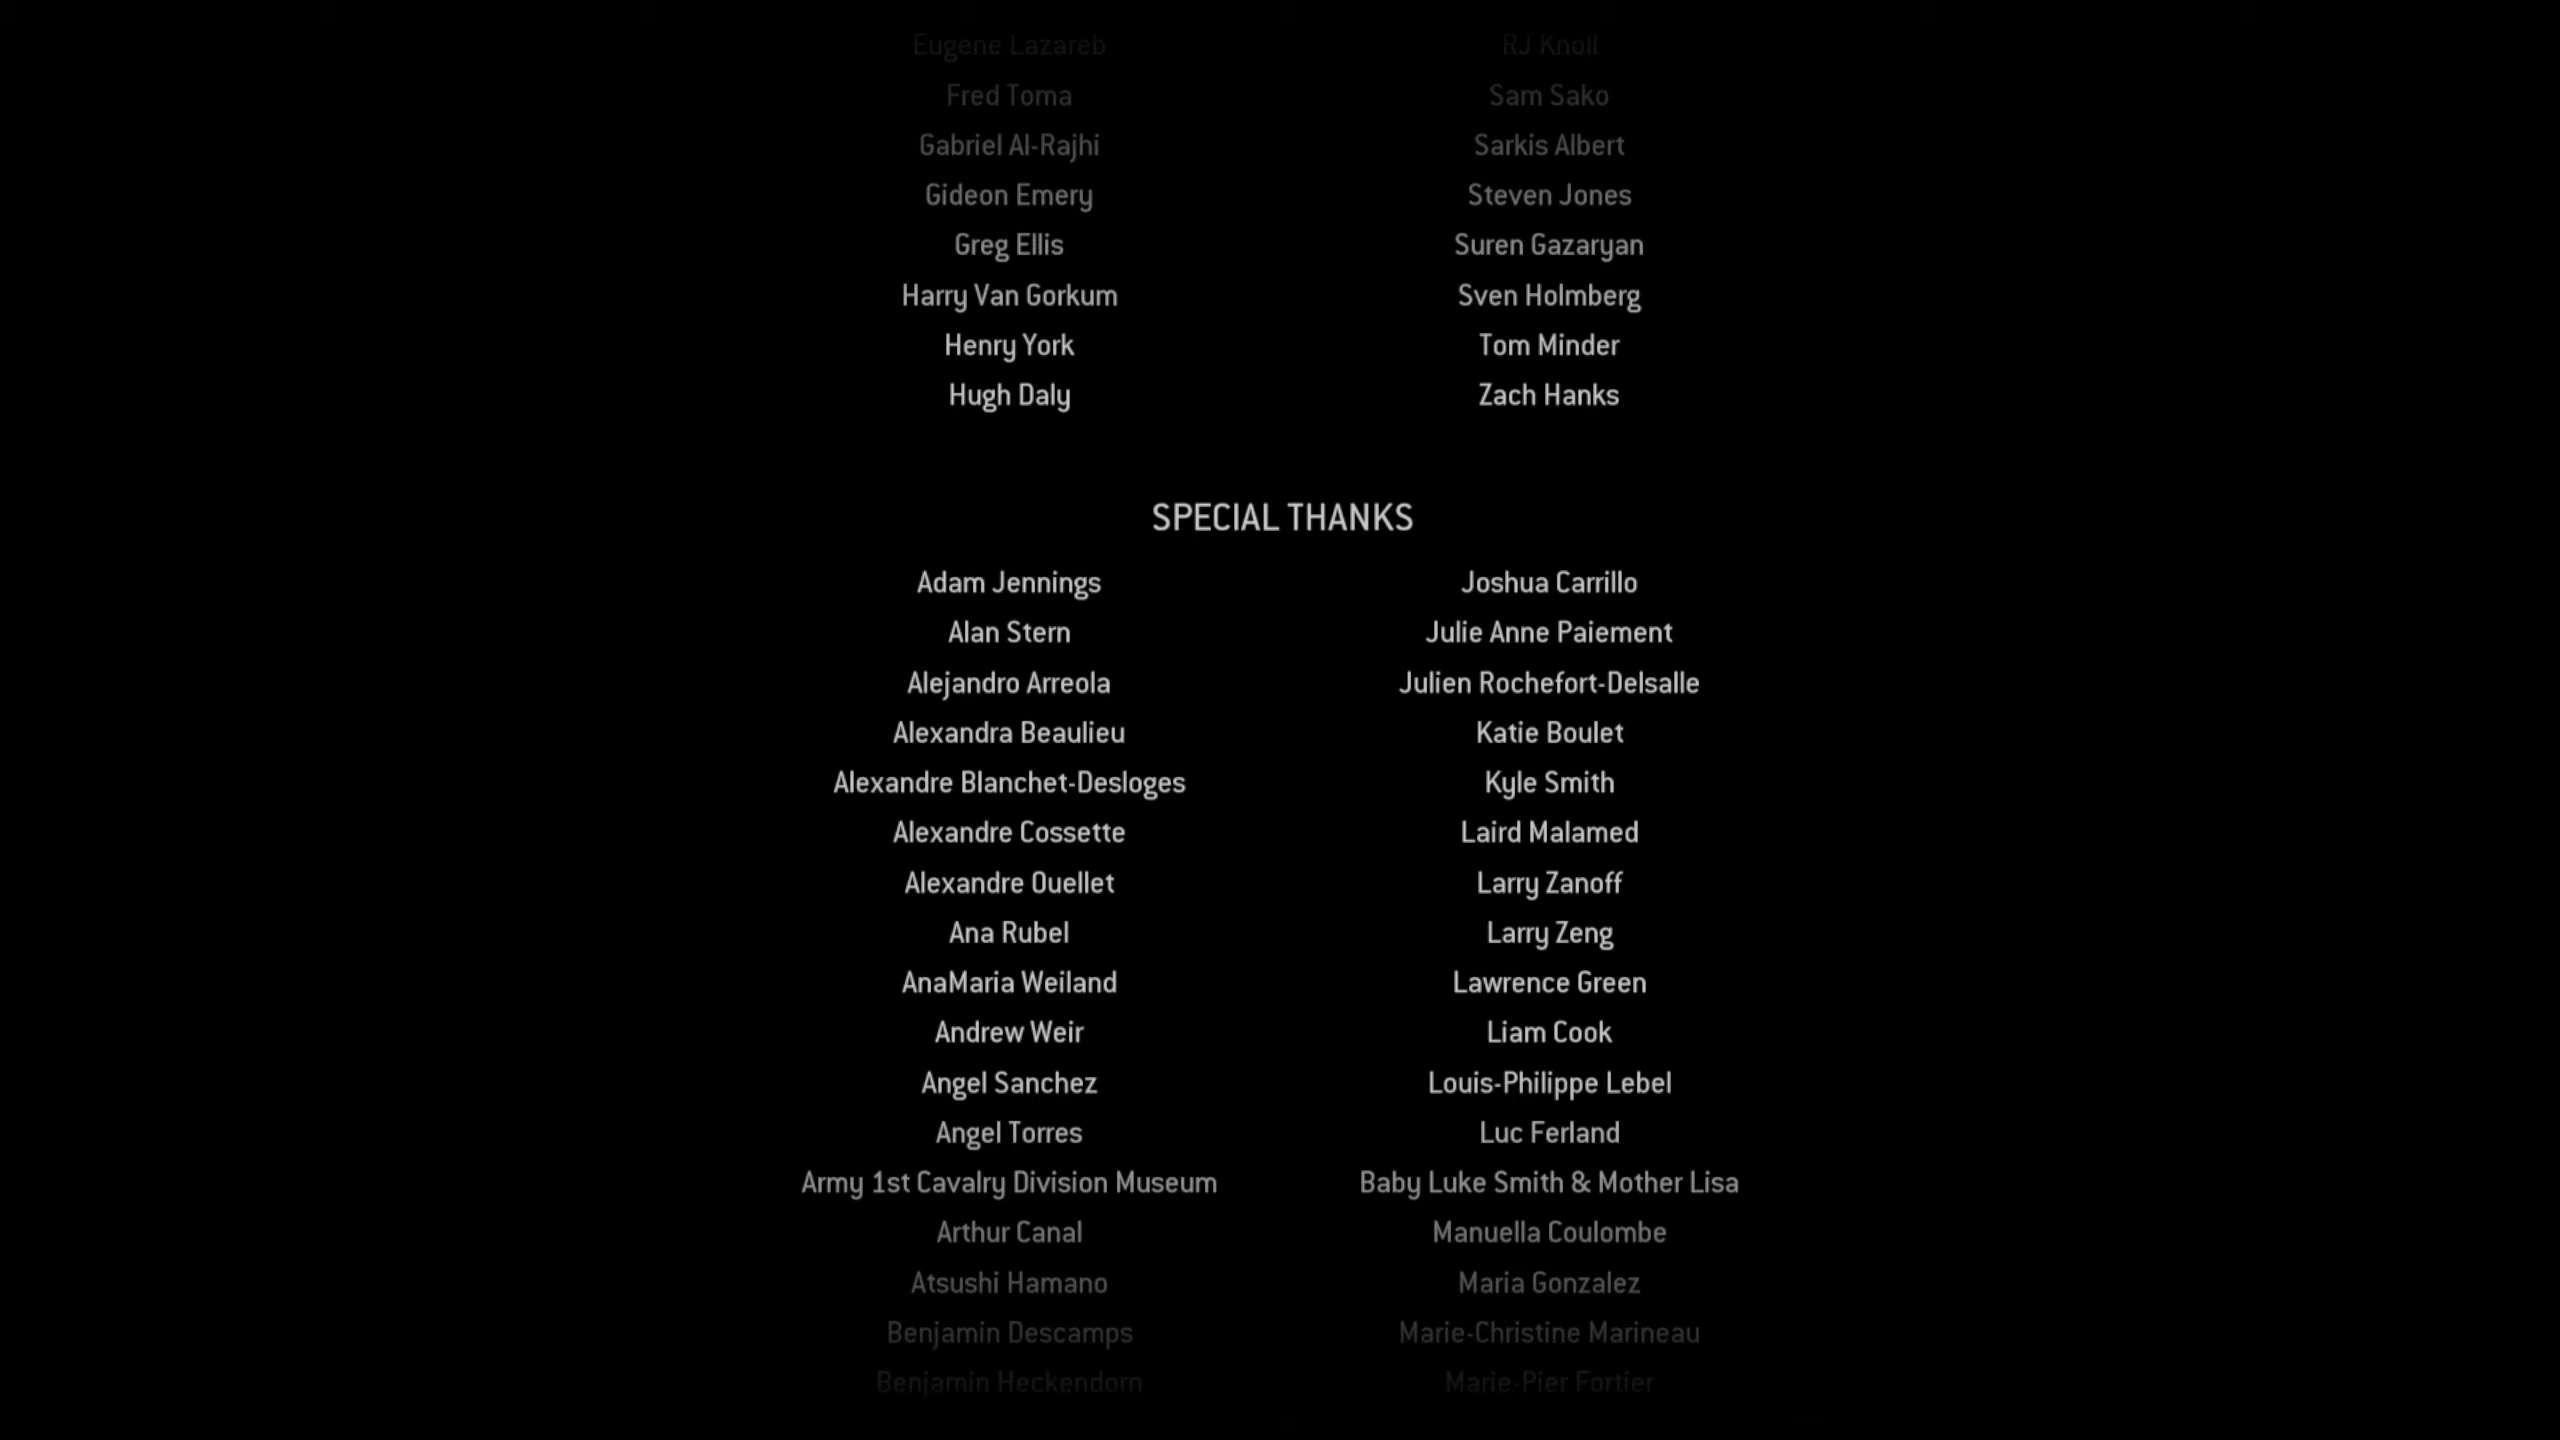 Eugene Lazareb
RJ Knoll
Fred Toma
Sam Sako
Gabriel Al-Rajhi
Sarkis Albert
Gideon Emery
Steven Jones
Greg Ellis
Suren Gazaryan
Harry Van Gorkum
Sven Holmberg
Henry York
Tom Minder
Hugh Daly
Zach Hanks
SPECIAL THANKS
Adam Jennings
Joshua Carrillo
Alan Stern
Julie Anne Paiement
Alejandro Arreola
Julien Rochefort-Delsalle
Alexandra Beaulieu
Katie Boulet
Alexandre Blanchet-Desloges
Kyle Smith
Alexandre Cossette
Laird Malamed
Alexandre Ouellet
Larry Zanoff
Ana Rubel
Larry Zeng
AnaMaria Weiland
Lawrence Green
Andrew Weir
Liam Cook
Angel Sanchez
Louis-Philippe Lebel
Angel Torres
Luc Ferland
Army 1st Cavalry Division Museum
Baby Luke Smith & Mother Lisa
Arthur Canal
Manuella Coulombe
Atsushi Hamano
Maria Gonzalez
Benjamin Descamps
Marie-Christine Marineau
Benjamin Heckendorn
Marie-Pier Fortier